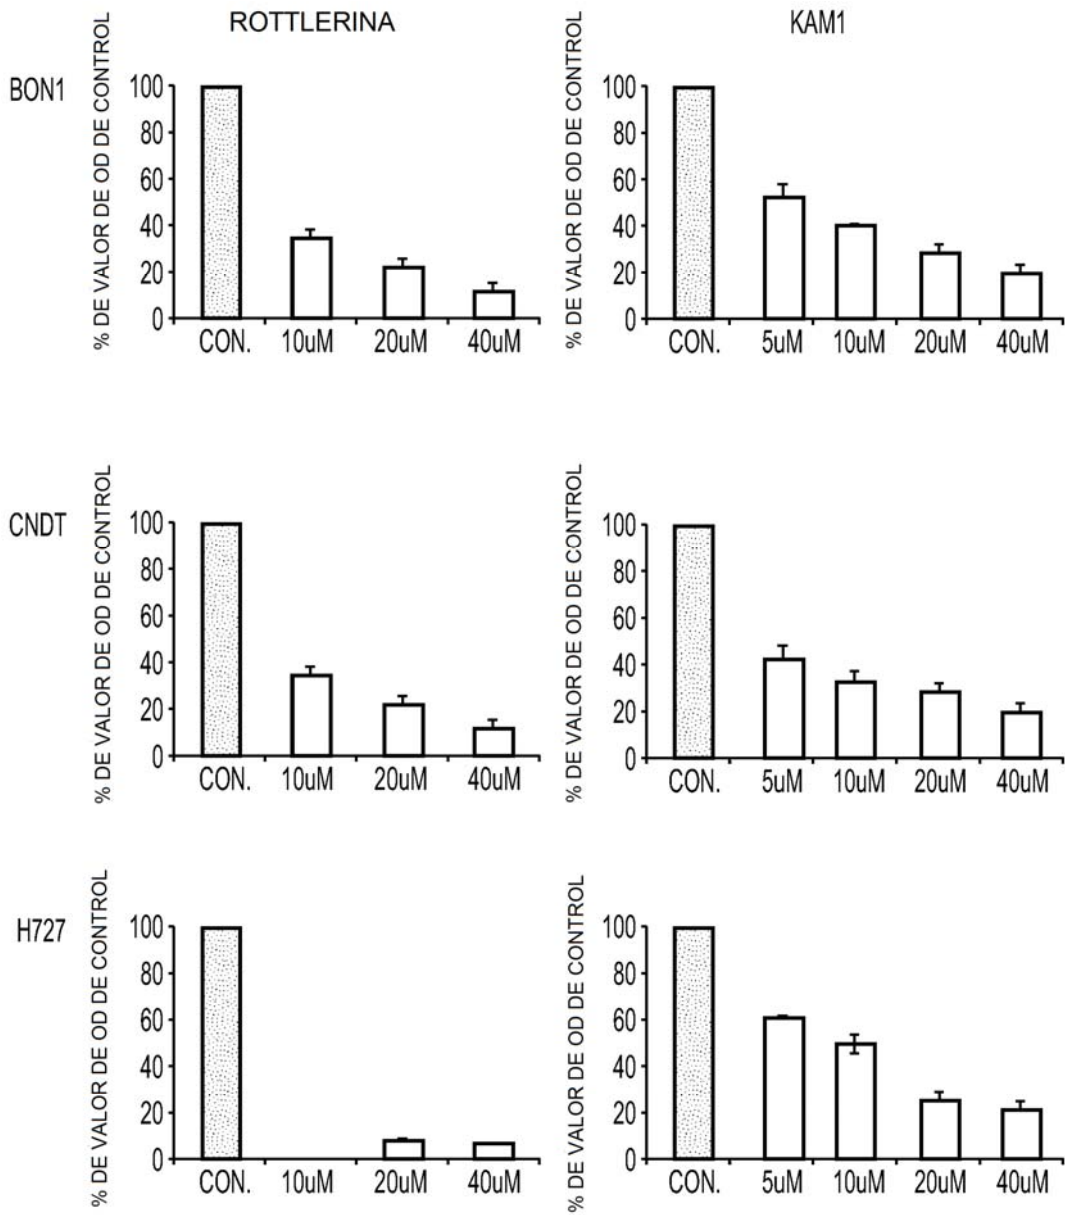 ROTTLERINA
KAM1
BON1
% DE VALOR DE OD DE CONTROL
100
80
60
40
20
0
CON. 10uM 20uM 40uM
% DE VALOR DE OD DE CONTROL
100
80
60
40
20
0
CON. 5uM 10uM 20uM 40uM
CNDT
% DE VALOR DE OD DE CONTROL
100
80
60
40
20
0
CON. 10uM 20uM 40uM
% DE VALOR DE OD DE CONTROL
100
80
60
40
20
0
CON. 5uM 10uM 20uM 40uM
H727
% DE VALOR DE OD DE CONTROL
100
80
60
40
20
0
CON. 10uM 20uM 40uM
% DE VALOR DE OD DE CONTROL
100
80
60
40
20
0
CON. 5uM 10uM 20uM 40uM